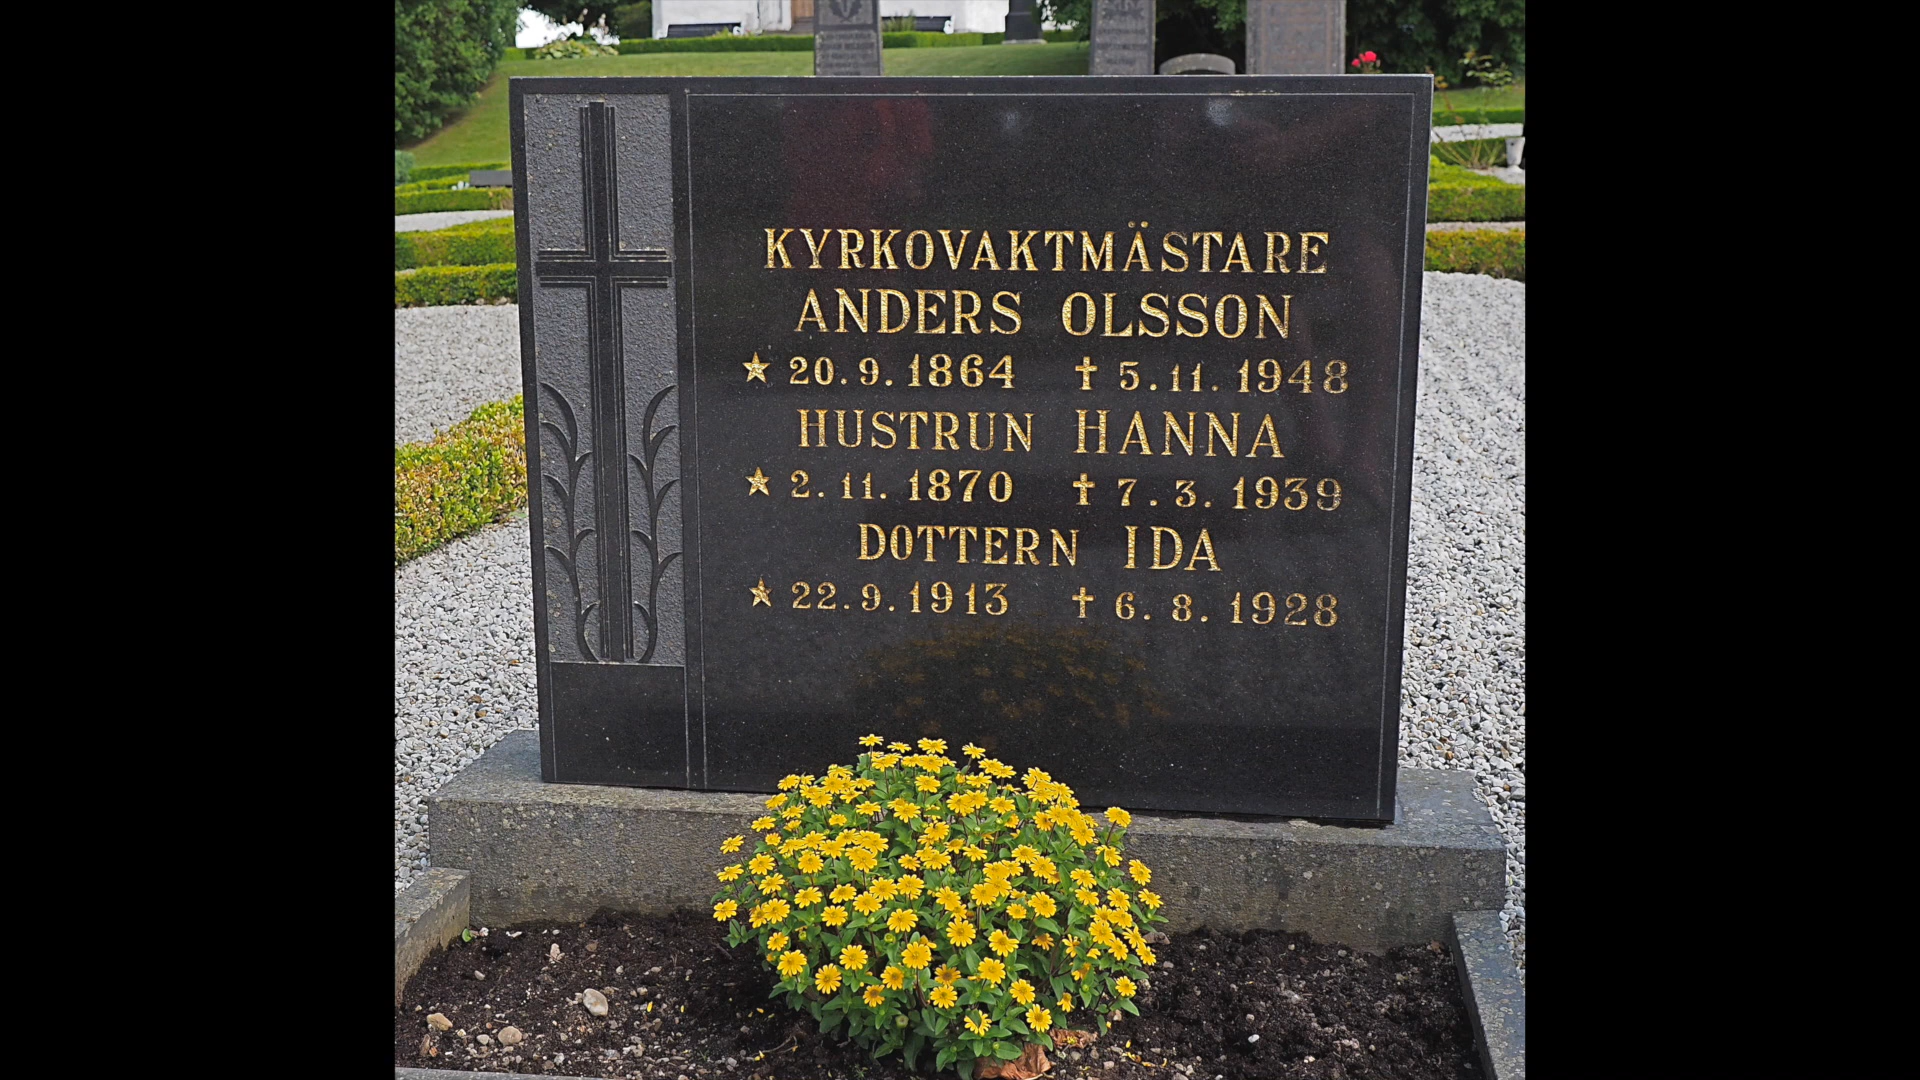 KYRKOVAKTMÄSTARE
ANDERS OLSSON
★ 20.9.1864 ✝ 5.11.1948
HUSTRUN HANNA
★ 2.11.1870 ✝ 7.3.1939
DOTTERN IDA
★ 22.9.1913 ✝ 6.8.1928